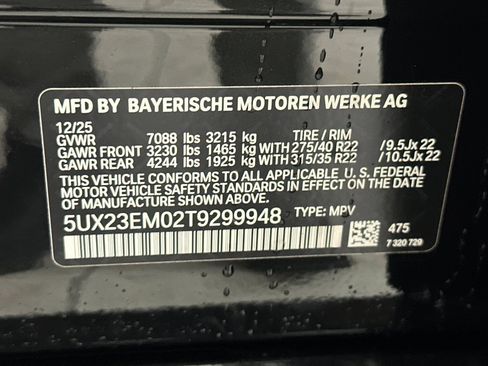 MFD BY BAYERISCHE MOTOREN WERKE AG
12/25
GVWR 7088 lbs 3215 kg TIRE / RIM
GAWR FRONT 3230 lbs 1465 kg WITH 275/40 R22 /9.5Jx 22
GAWR REAR 4244 lbs 1925 kg WITH 315/35 R22 /10.5Jx 22
THIS VEHICLE CONFORMS TO ALL APPLICABLE U. S. FEDERAL
MOTOR VEHICLE SAFETY STANDARDS IN EFFECT ON THE DATE
OF MANUFACTURE SHOWN ABOVE.
5UX23EM02T9299948 TYPE: MPV
475
7 320 729